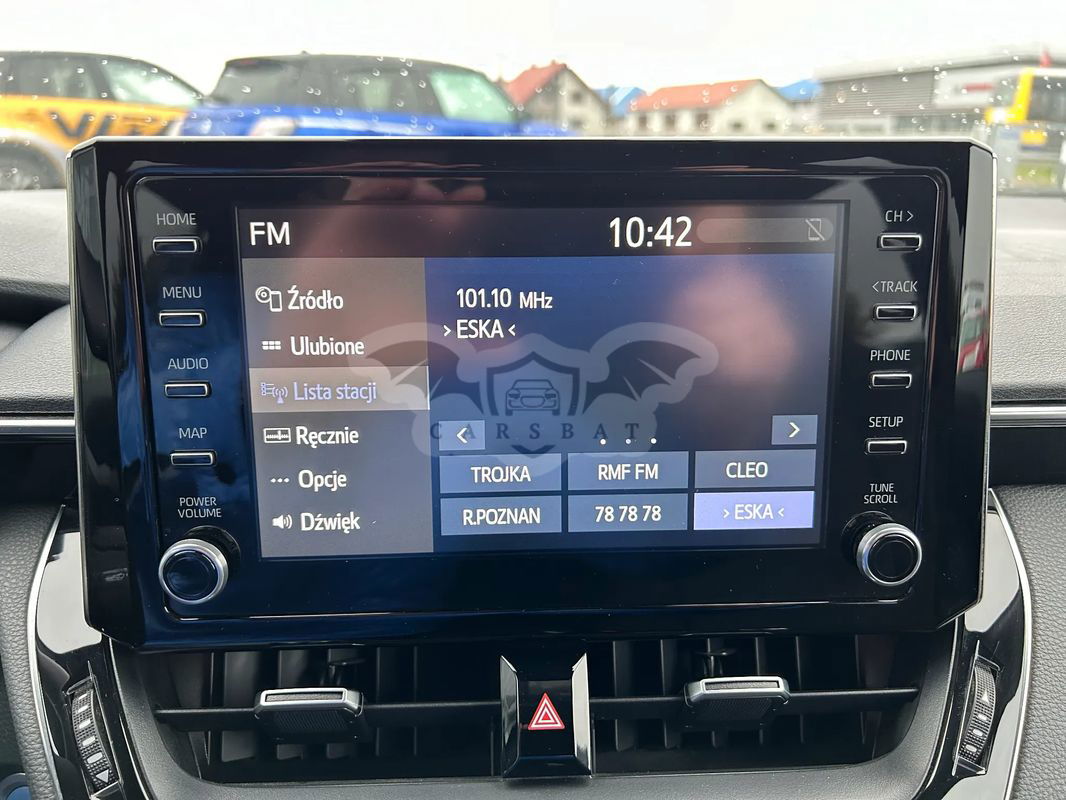 HOME
MENU
AUDIO
MAP
POWER
VOLUME
FM
10:42
Źródło
Ulubione
Lista stacji
Ręcznie
Opcje
Dźwięk
101.10 MHz
› ESKA ‹
CARSBAT
TROJKA
RMF FM
CLEO
R.POZNAN
78 78 78
› ESKA ‹
CH >
< TRACK
PHONE
SETUP
TUNE
SCROLL